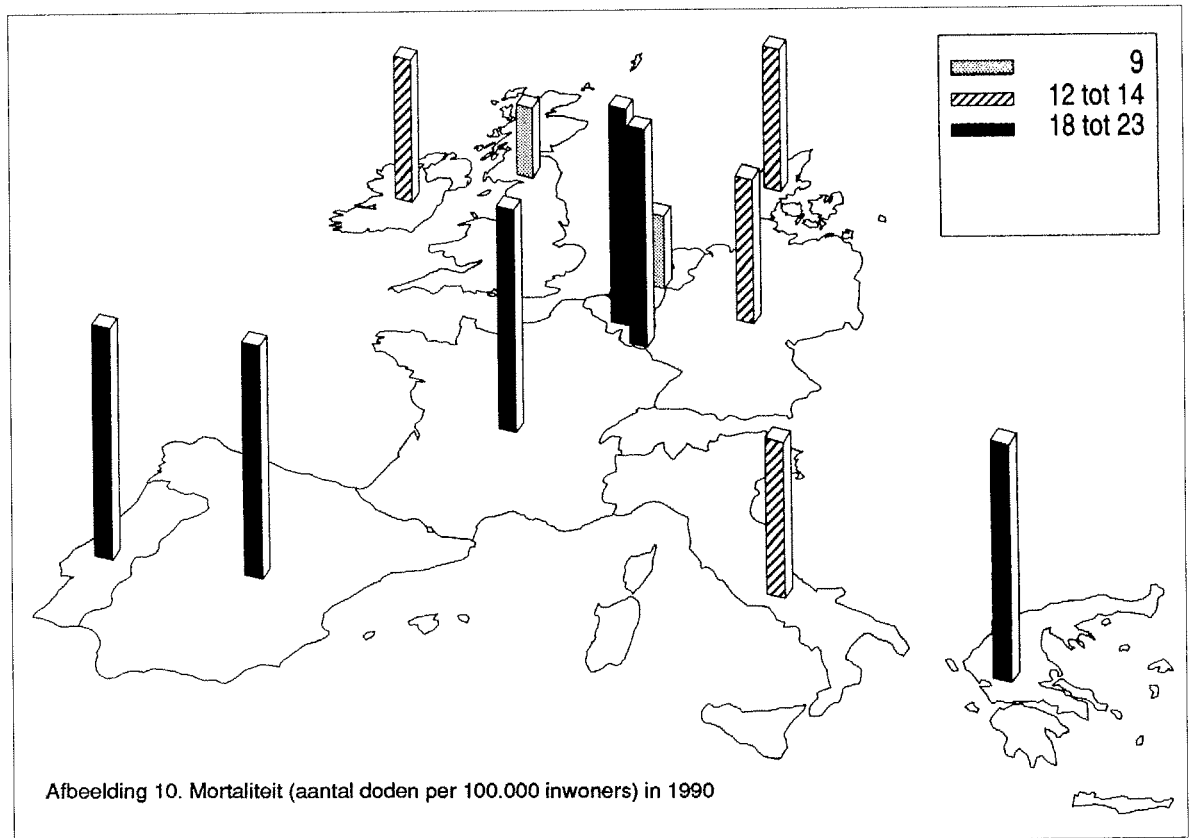 9
12 tot 14
18 tot 23
Afbeelding 10. Mortaliteit (aantal doden per 100.000 inwoners) in 1990